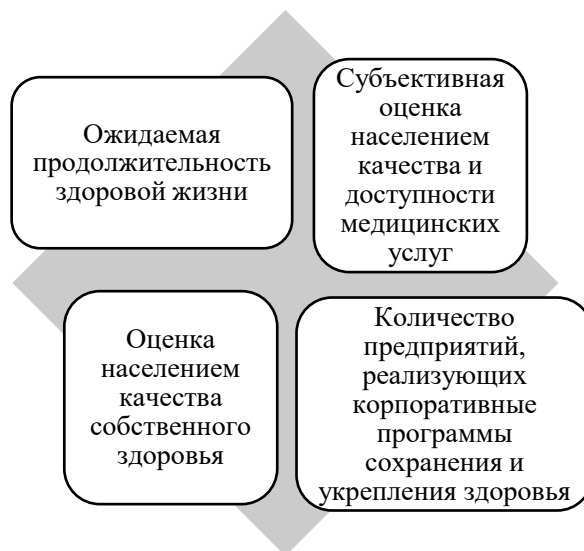 Ожидаемая
продолжительность
здоровой жизни
Субъективная
оценка
населением
качества и
доступности
медицинских
услуг
Оценка
населением
качества
собственного
здоровья
Количество
предприятий,
реализующих
корпоративные
программы
сохранения и
укрепления здоровья